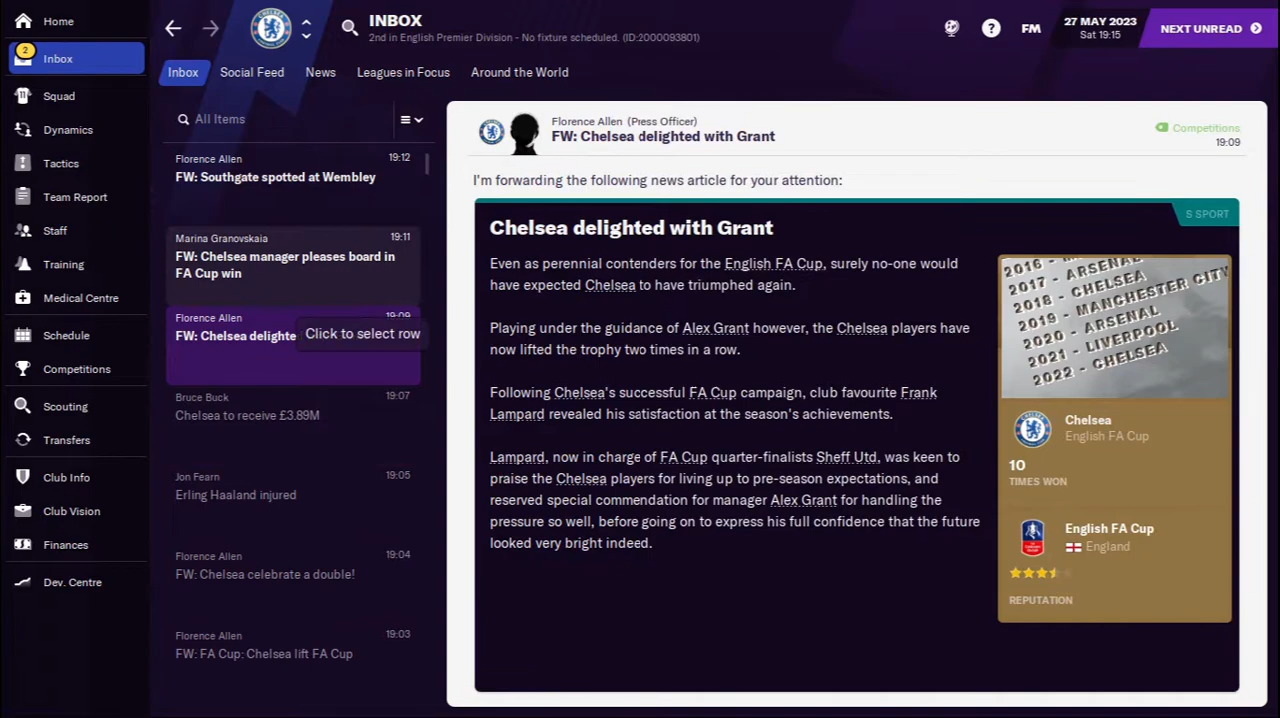 Home
2
Inbox
Squad
Dynamics
Tactics
Team Report
Staff
Training
Medical Centre
Schedule
Competitions
Scouting
Transfers
Club Info
Club Vision
Finances
Dev. Centre
INBOX
2nd in English Premier Division - No fixture scheduled. (ID:2000093801)
?
FM
27 MAY 2023
Sat 19:15
NEXT UNREAD
Inbox
Social Feed
News
Leagues in Focus
Around the World
All Items
Florence Allen 19:12
FW: Southgate spotted at Wembley
Marina Granovskaia 19:11
FW: Chelsea manager pleases board in
FA Cup win
Florence Allen 19:09
FW: Chelsea delighte
Click to select row
Bruce Buck 19:07
Chelsea to receive £3.89M
Jon Fearn 19:05
Erling Haaland injured
Florence Allen 19:04
FW: Chelsea celebrate a double!
Florence Allen 19:03
FW: FA Cup: Chelsea lift FA Cup
Florence Allen (Press Officer)
FW: Chelsea delighted with Grant
Competitions
19:09
I'm forwarding the following news article for your attention:
S SPORT
Chelsea delighted with Grant
Even as perennial contenders for the English FA Cup, surely no-one would
have expected Chelsea to have triumphed again.
Playing under the guidance of Alex Grant however, the Chelsea players have
now lifted the trophy two times in a row.
Following Chelsea's successful FA Cup campaign, club favourite Frank
Lampard revealed his satisfaction at the season's achievements.
Lampard, now in charge of FA Cup quarter-finalists Sheff Utd, was keen to
praise the Chelsea players for living up to pre-season expectations, and
reserved special commendation for manager Alex Grant for handling the
pressure so well, before going on to express his full confidence that the future
looked very bright indeed.
2016 -
2017 - ARSENAL
2018 - CHELSEA
2019 - MANCHESTER CITY
2020 - ARSENAL
2021 - LIVERPOOL
2022 - CHELSEA
Chelsea
English FA Cup
10
TIMES WON
English FA Cup
England
REPUTATION